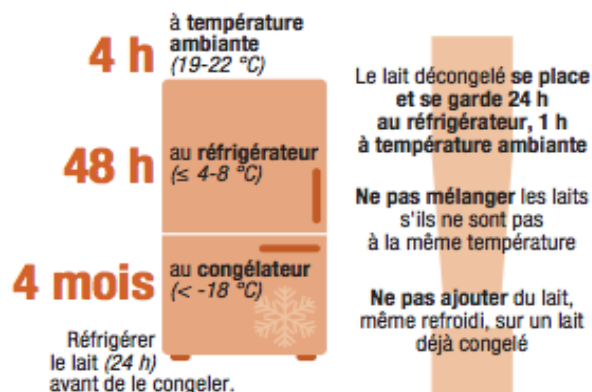 4 h
à température
ambiante
(19-22 °C)
48 h
au réfrigérateur
(≤ 4-8 °C)
4 mois
au congélateur
(< -18 °C)
Réfrigérer
le lait (24 h)
avant de le congeler.
Le lait décongelé se place
et se garde 24 h
au réfrigérateur, 1 h
à température ambiante
Ne pas mélanger les laits
s'ils ne sont pas
à la même température
Ne pas ajouter du lait,
même refroidi, sur un lait
déjà congelé